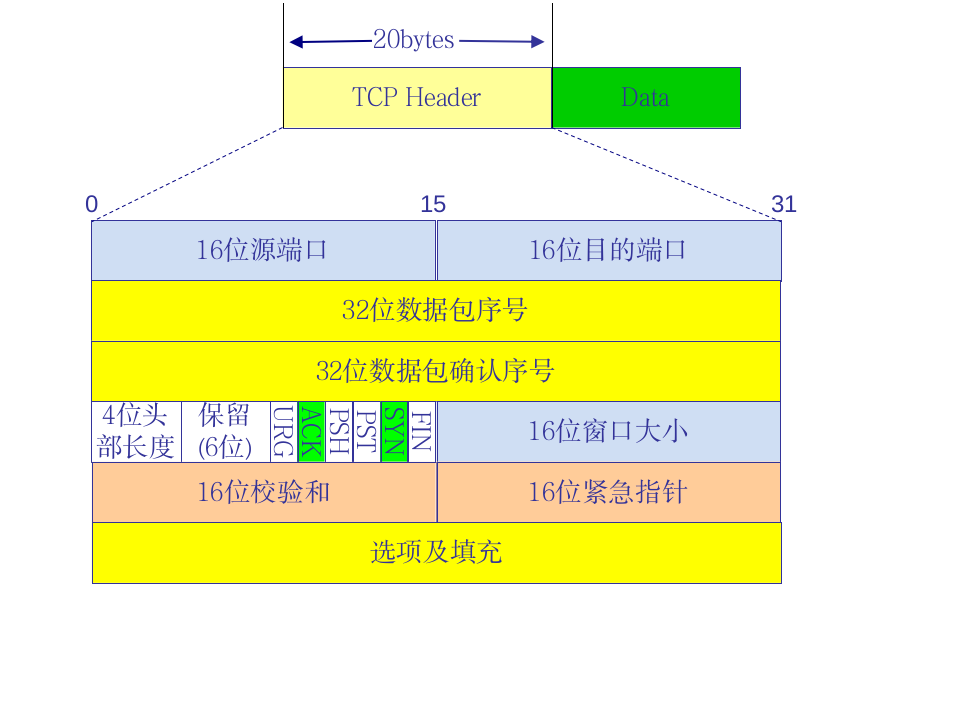 20bytes
TCP Header
Data
0
15
31
16位源端口
16位目的端口
32位数据包序号
32位数据包确认序号
4位头
部长度
保留
(6位)
URG
ACK
PSH
PST
SYN
FIN
16位窗口大小
16位校验和
16位紧急指针
选项及填充